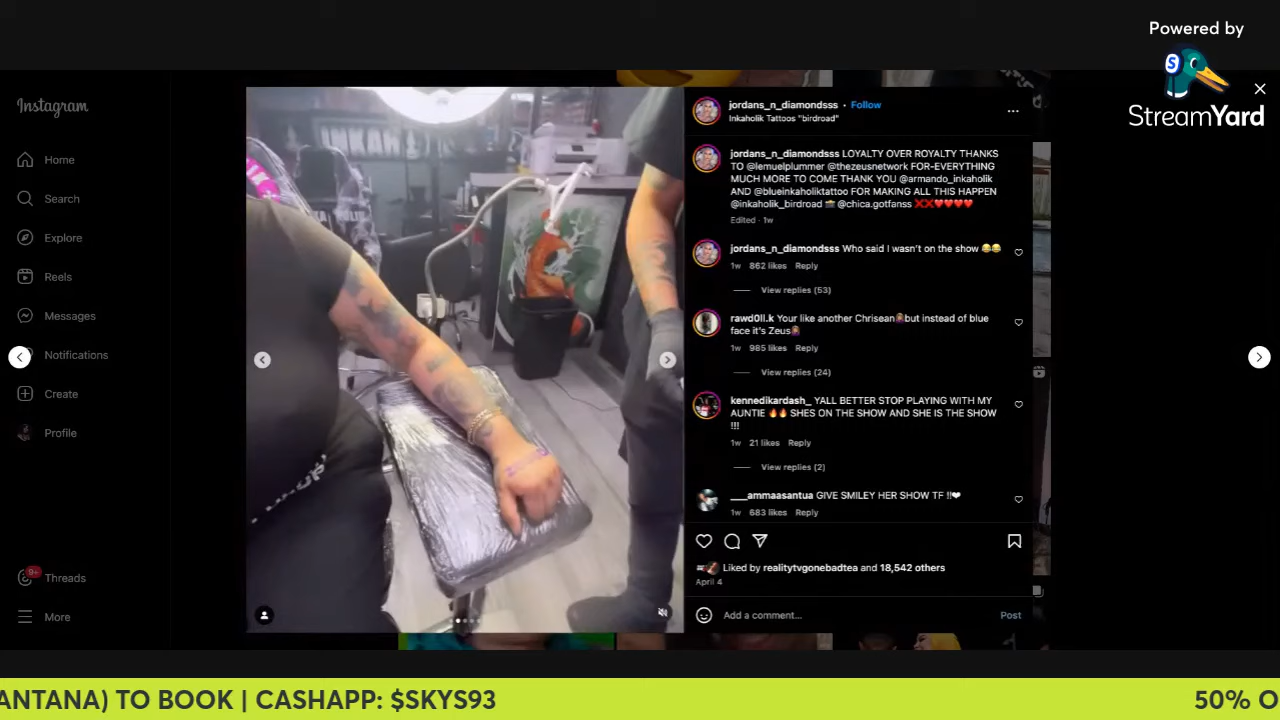 Powered by
StreamYard
Instagram
Home
Search
Explore
Reels
Messages
Notifications
Create
Profile
9+
Threads
More
jordans_n_diamondsss • Follow
Inkaholik Tattoos "birdroad"
jordans_n_diamondsss LOYALTY OVER ROYALTY THANKS
TO @lemuelplummer @thezeusnetwork FOR-EVERYTHING
MUCH MORE TO COME THANK YOU @armando_inkaholik
AND @blueinkaholiktattoo FOR MAKING ALL THIS HAPPEN
@inkaholik_birdroad 📸 @chica.gotfanss ❌❌❤️❤️❤️❤️
Edited · 1w
jordans_n_diamondsss Who said I wasn't on the show 😂😂
1w 862 likes Reply
View replies (53)
rawd0ll.k Your like another Chrisean🤦🏽‍♀️but instead of blue
face it's Zeus🤦🏽‍♀️
1w 985 likes Reply
View replies (24)
kennedikardash_ YALL BETTER STOP PLAYING WITH MY
AUNTIE 🔥🔥 SHES ON THE SHOW AND SHE IS THE SHOW
!!!
1w 21 likes Reply
View replies (2)
___ammaasantua GIVE SMILEY HER SHOW TF !!❤
1w 683 likes Reply
Liked by realitytvgonebadtea and 18,542 others
April 4
Add a comment...
Post
ANTANA) TO BOOK | CASHAPP: $SKYS93
50% O